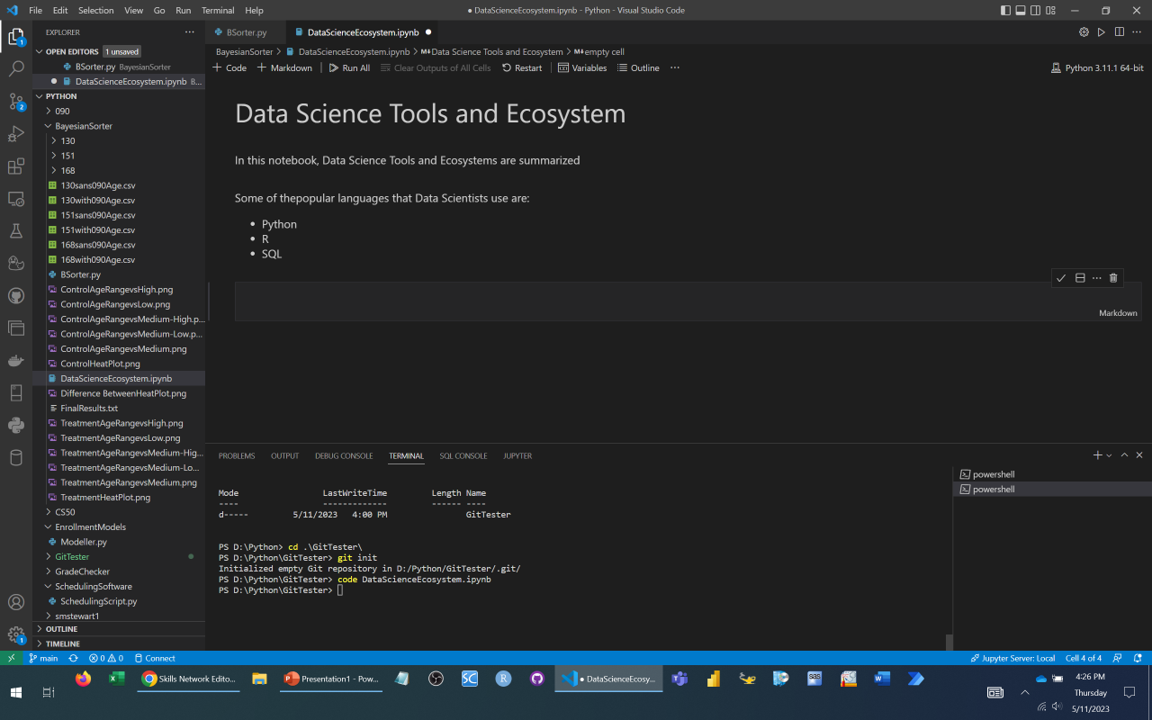 File Edit Selection View Go Run Terminal Help
● DataScienceEcosystem.ipynb - Python - Visual Studio Code
EXPLORER
OPEN EDITORS 1 unsaved
BSorter.py BayesianSorter
DataScienceEcosystem.ipynb B...
PYTHON
090
BayesianSorter
130
151
168
130sans090Age.csv
130with090Age.csv
151sans090Age.csv
151with090Age.csv
168sans090Age.csv
168with090Age.csv
BSorter.py
ControlAgeRangevsHigh.png
ControlAgeRangevsLow.png
ControlAgeRangevsMedium-High.p...
ControlAgeRangevsMedium-Low.p...
ControlAgeRangevsMedium.png
ControlHeatPlot.png
DataScienceEcosystem.ipynb
Difference BetweenHeatPlot.png
FinalResults.txt
TreatmentAgeRangevsHigh.png
TreatmentAgeRangevsLow.png
TreatmentAgeRangevsMedium-Hig...
TreatmentAgeRangevsMedium-Lo...
TreatmentAgeRangevsMedium.png
TreatmentHeatPlot.png
CS50
EnrollmentModels
Modeller.py
GitTester
GradeChecker
SchedulingSoftware
SchedulingScript.py
smstewart1
OUTLINE
TIMELINE
BSorter.py DataScienceEcosystem.ipynb ●
BayesianSorter > DataScienceEcosystem.ipynb > M↓Data Science Tools and Ecosystem > M↓empty cell
+ Code + Markdown Run All Clear Outputs of All Cells Restart Variables Outline ... Python 3.11.1 64-bit
Data Science Tools and Ecosystem
In this notebook, Data Science Tools and Ecosystems are summarized
Some of thepopular languages that Data Scientists use are:
• Python
• R
• SQL
Markdown
PROBLEMS OUTPUT DEBUG CONSOLE TERMINAL SQL CONSOLE JUPYTER
powershell
powershell
Mode LastWriteTime Length Name
---- ------------- ------ ----
d----- 5/11/2023 4:00 PM GitTester
PS D:\Python> cd .\GitTester\
PS D:\Python\GitTester> git init
Initialized empty Git repository in D:/Python/GitTester/.git/
PS D:\Python\GitTester> code DataScienceEcosystem.ipynb
PS D:\Python\GitTester>
main 0 0 Connect Jupyter Server: Local Cell 4 of 4
Skills Network Edito... Presentation1 - Pow... ● DataScienceEcosy...
4:26 PM
Thursday
5/11/2023